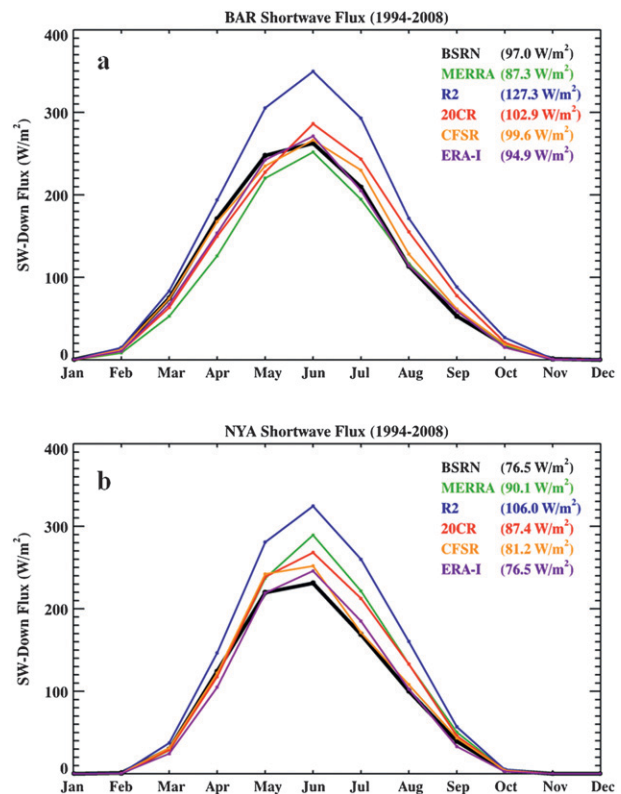 BAR Shortwave Flux (1994-2008)
a
BSRN (97.0 W/m²)
MERRA (87.3 W/m²)
R2 (127.3 W/m²)
20CR (102.9 W/m²)
CFSR (99.6 W/m²)
ERA-I (94.9 W/m²)
SW-Down Flux (W/m²)
400
300
200
100
0
Jan Feb Mar Apr May Jun Jul Aug Sep Oct Nov Dec
NYA Shortwave Flux (1994-2008)
b
BSRN (76.5 W/m²)
MERRA (90.1 W/m²)
R2 (106.0 W/m²)
20CR (87.4 W/m²)
CFSR (81.2 W/m²)
ERA-I (76.5 W/m²)
SW-Down Flux (W/m²)
400
300
200
100
0
Jan Feb Mar Apr May Jun Jul Aug Sep Oct Nov Dec